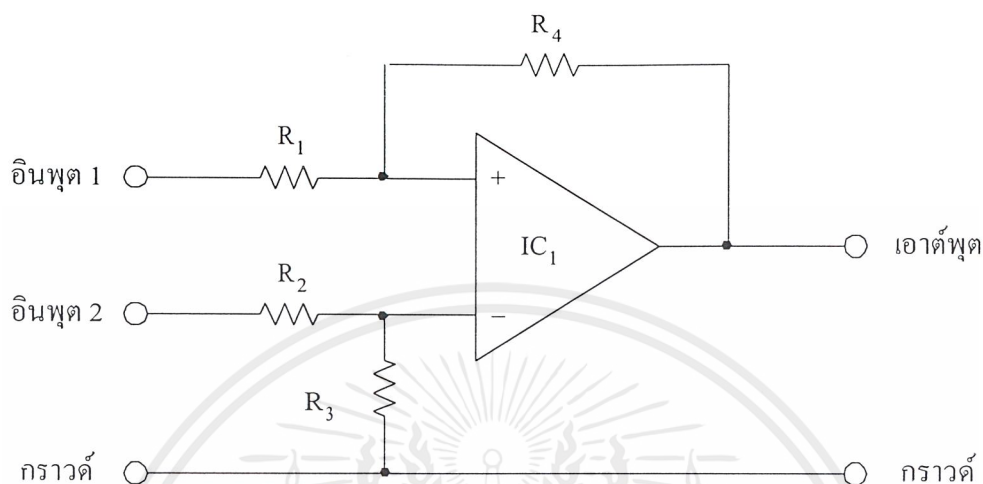 R4
R1
อินพุต 1
+
IC1
เอาต์พุต
R2
อินพุต 2
−
R3
กราวด์
กราวด์